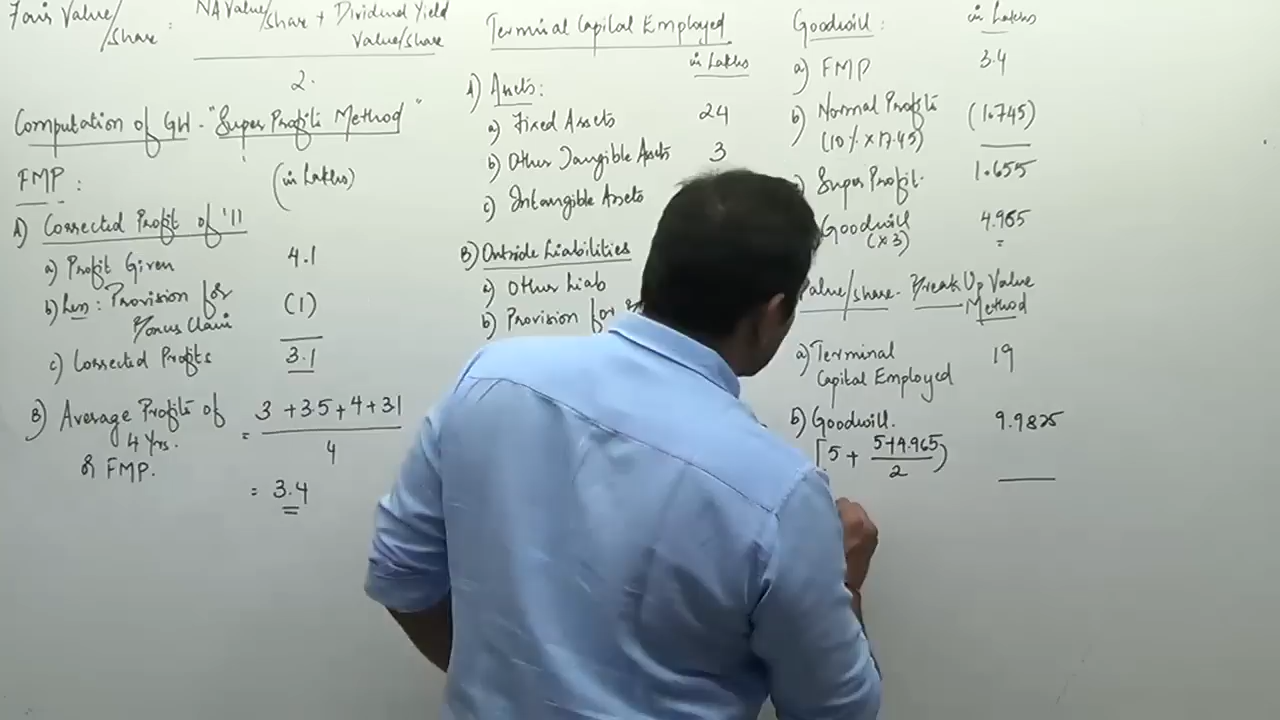 Fair Value/Share : NA Value/share + Dividend Yield Value/share
2.
Computation of GW - "Super Profits Method"
FMP :
(in Lakhs)
A) Corrected Profit of '11
a) Profit Given 4.1
b) Less : Provision for (1)
Bonus Claim
c) Corrected Profits 3.1
B) Average Profits of 4 yrs. or FMP.
= 3 + 3.5 + 4 + 3.1
4
= 3.4
Terminal Capital Employed
in Lakhs
A) Assets :
a) Fixed Assets 24
b) Other Tangible Assets 3
c) Intangible Assets
B) Outside Liabilities
a) Other Liab
b) Provision for
Goodwill :
in Lakhs
a) FMP 3.4
b) Normal Profits (1.745)
(10% x 17.45)
Super Profit. 1.655
Goodwill 4.965
(x 3)
Value/share - Break Up Value
Method
a) Terminal 19
Capital Employed
b) Goodwill. 9.9825
[5 + 5+4.965)
2